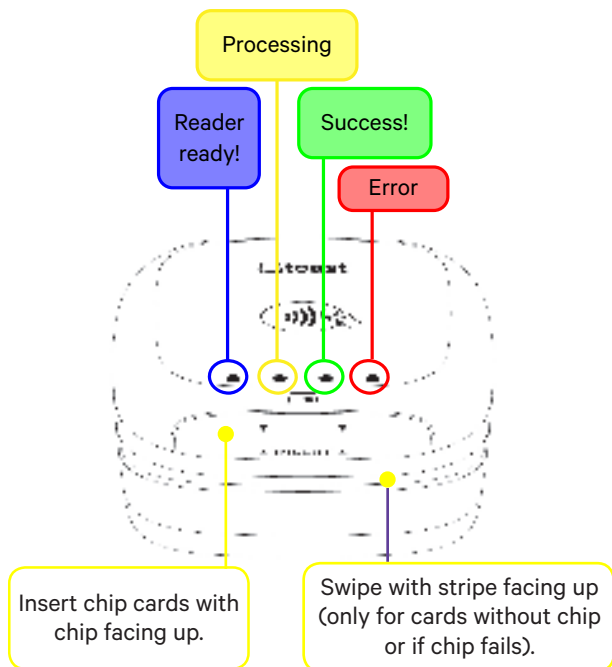 Processing
Reader
ready!
Success!
Error
toast
Insert chip cards with
chip facing up.
Swipe with stripe facing up
(only for cards without chip
or if chip fails).